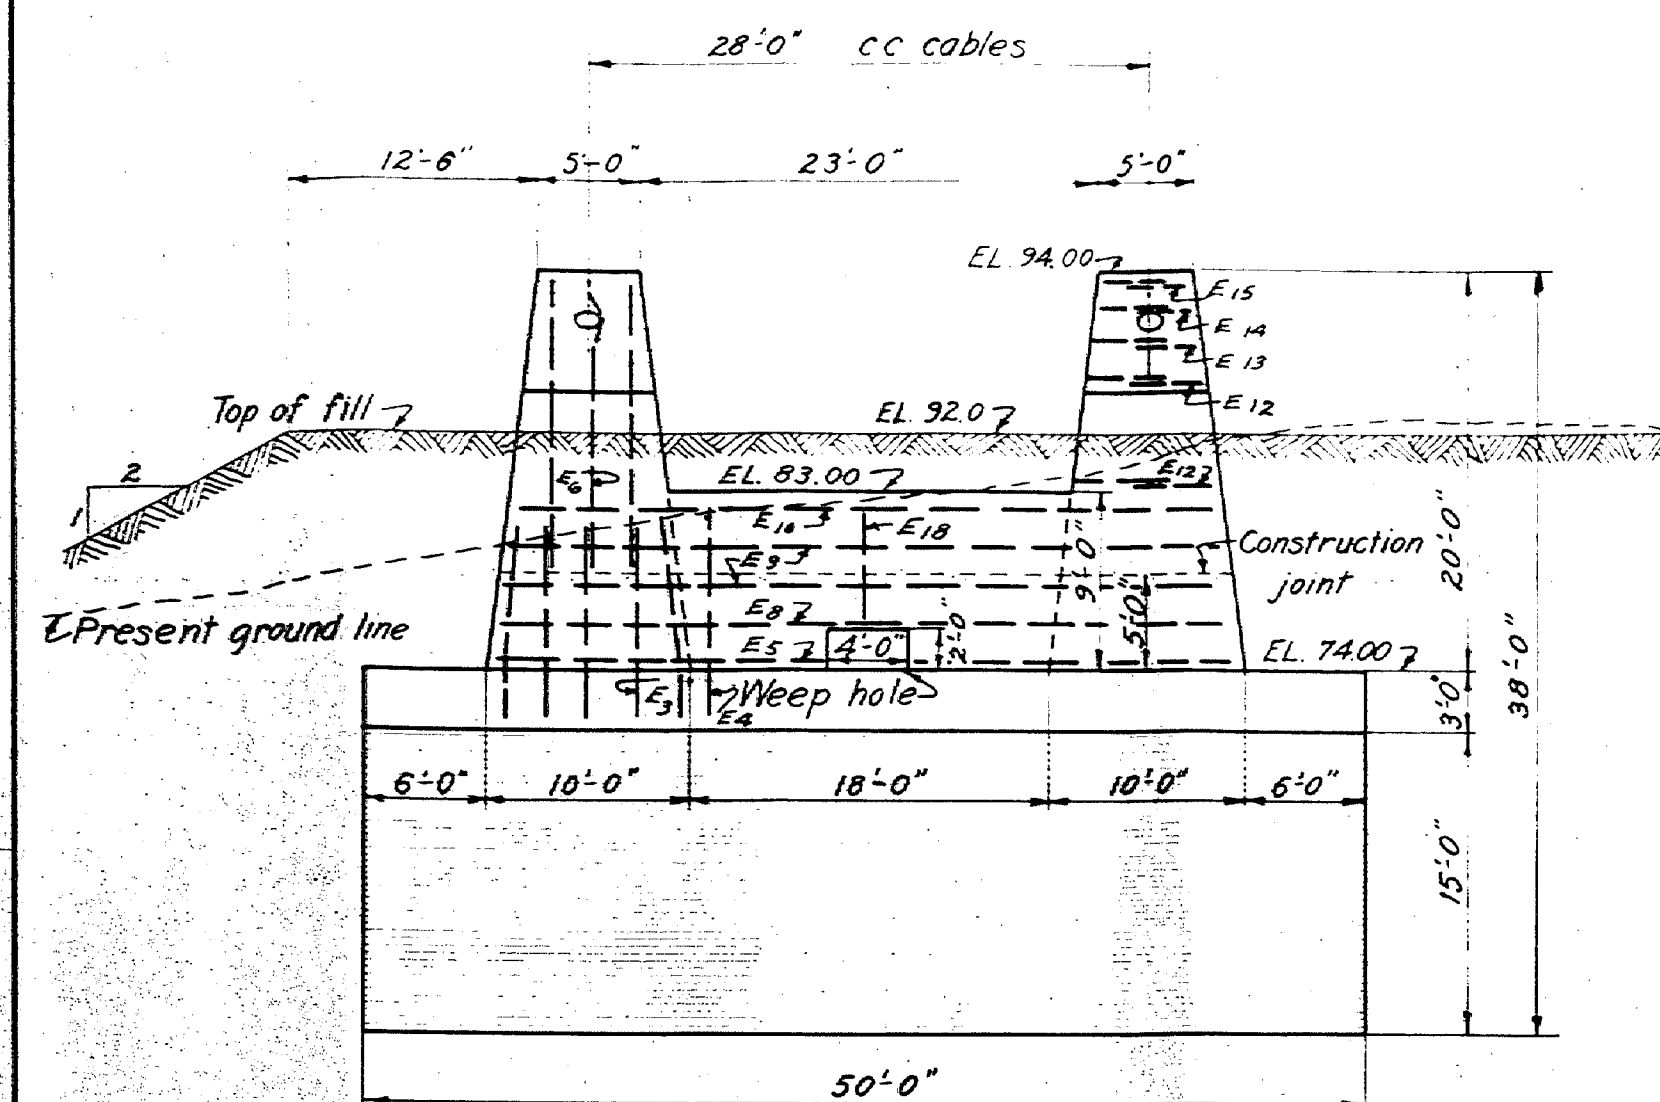 28'-0" cc cables
12'-6" 5'-0" 23'-0" 5'-0"
EL. 94.00
E15
E14
E13
E12
Top of fill
EL. 92.0
2
1
E6
EL. 83.00
E12
E18
E9
Construction
joint
9'-0"
5'-0"
20'-0"
Present ground line
E8
E5
4'-0"
2'-0"
EL. 74.00
E3
E4
Weep hole
3'-0"
38'-0"
6'-0" 10'-0" 18'-0" 10'-0" 6'-0"
15'-0"
50'-0"